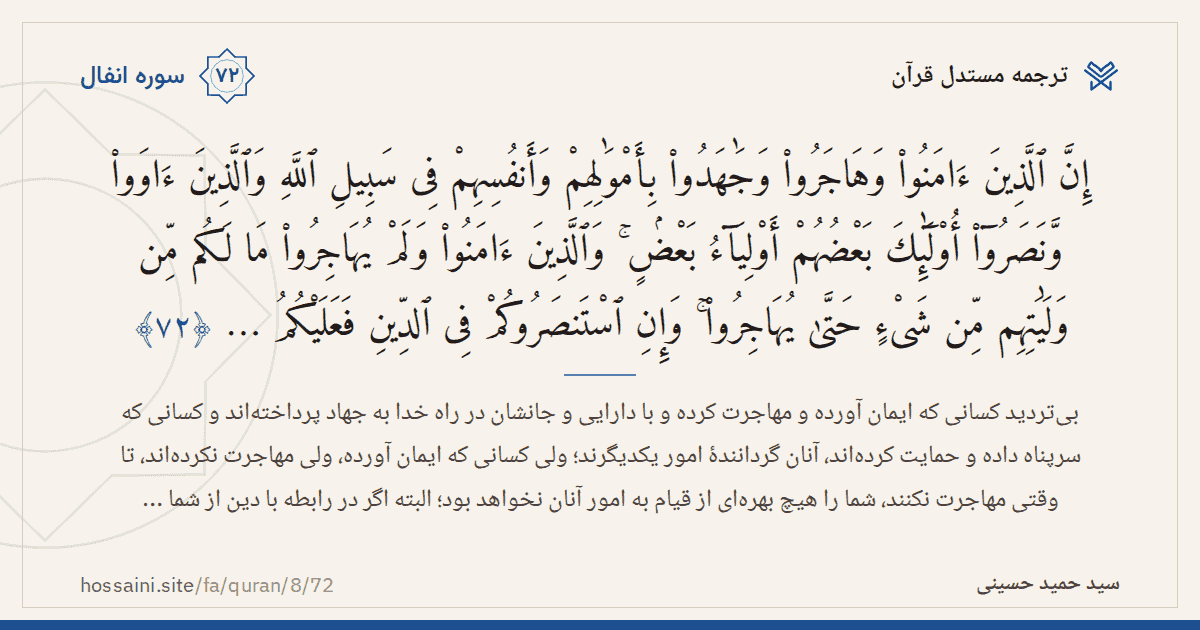 ترجمه مستدل قرآن
۷۲ سوره انفال
إِنَّ ٱلَّذِينَ ءَامَنُوا۟ وَهَاجَرُوا۟ وَجَٰهَدُوا۟ بِأَمْوَٰلِهِمْ وَأَنفُسِهِمْ فِى سَبِيلِ ٱللَّهِ وَٱلَّذِينَ ءَاوَوا۟
وَّنَصَرُوٓا۟ أُو۟لَٰٓئِكَ بَعْضُهُمْ أَوْلِيَآءُ بَعْضٍ ۚ وَٱلَّذِينَ ءَامَنُوا۟ وَلَمْ يُهَاجِرُوا۟ مَا لَكُم مِّن
وَلَٰيَتِهِم مِّن شَىْءٍ حَتَّىٰ يُهَاجِرُوا۟ ۚ وَإِنِ ٱسْتَنصَرُوكُمْ فِى ٱلدِّينِ فَعَلَيْكُمُ ... ﴿۷۲﴾
بی‌تردید کسانی که ایمان آورده و مهاجرت کرده و با دارایی و جانشان در راه خدا به جهاد پرداخته‌اند و کسانی که
سرپناه داده و حمایت کرده‌اند، آنان گردانندۀ امور یکدیگرند؛ ولی کسانی که ایمان آورده، ولی مهاجرت نکرده‌اند، تا
وقتی مهاجرت نکنند، شما را هیچ بهره‌ای از قیام به امور آنان نخواهد بود؛ البته اگر در رابطه با دین از شما ...
سید حمید حسینی
hossaini.site/fa/quran/8/72